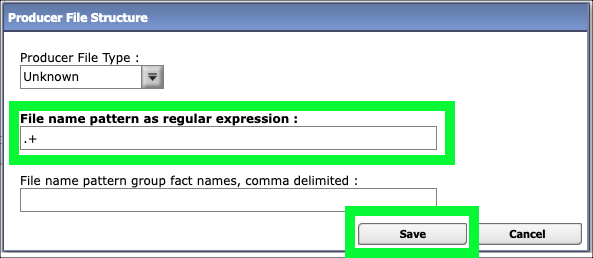 Producer File Structure
Producer File Type :
Unknown
File name pattern as regular expression :
.+
File name pattern group fact names, comma delimited :
Save Cancel